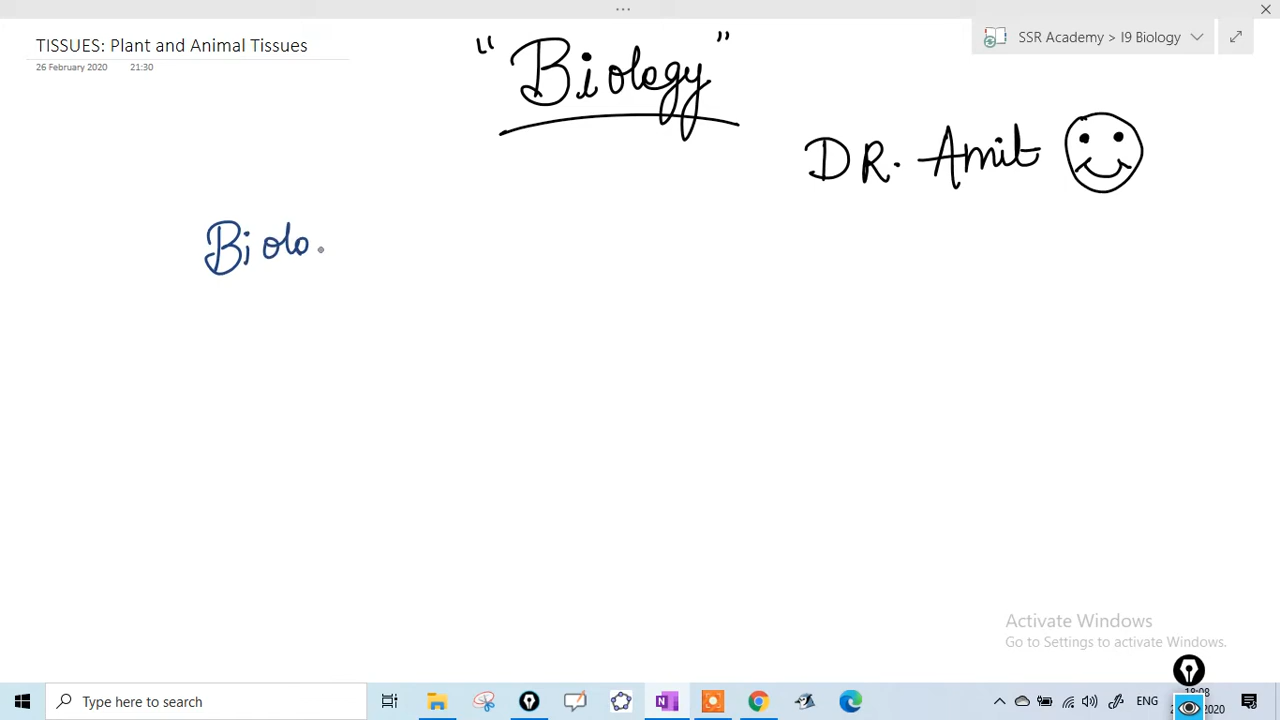 TISSUES: Plant and Animal Tissues
26 February 2020 21:30
SSR Academy > I9 Biology
"Biology"
DR. Amit
Biolo
Activate Windows
Go to Settings to activate Windows.
Type here to search
ENG
2020